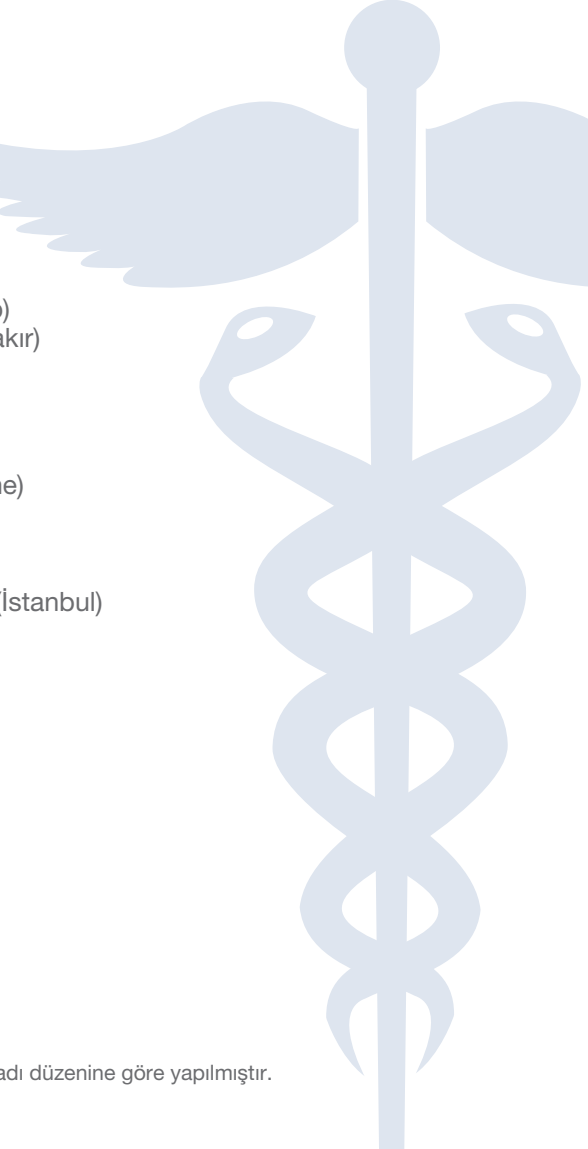 )
akır)
ne)
(İstanbul)
adı düzenine göre yapılmıştır.